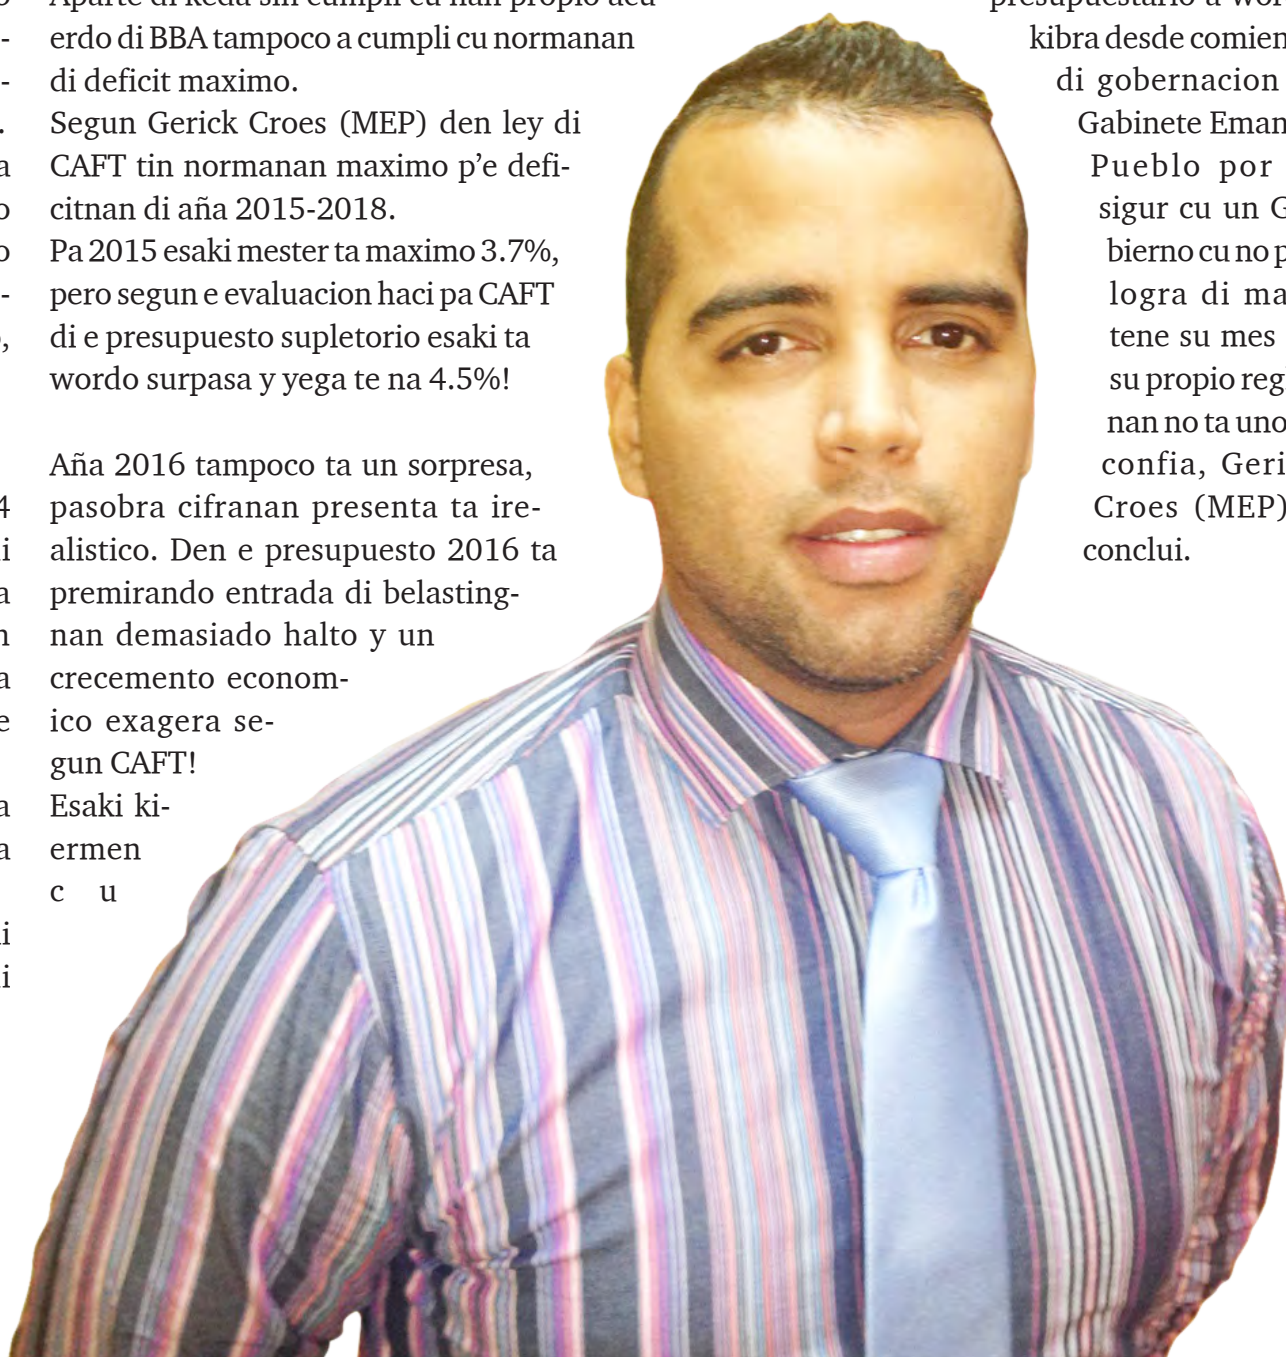 erdo di BBA tampoco a cumpli cu normanan
di deficit maximo.
Segun Gerick Croes (MEP) den ley di
CAFT tin normanan maximo p’e defi-
citnan di aña 2015-2018.
Pa 2015 esaki mester ta maximo 3.7%,
pero segun e evaluacion haci pa CAFT
di e presupuesto supletorio esaki ta
wordo surpasa y yega te na 4.5%!
Aña 2016 tampoco ta un sorpresa,
pasobra cifranan presenta ta ire-
alistico. Den e presupuesto 2016 ta
premirando entrada di belasting-
nan demasiado halto y un
crecemento econom-
ico exagera se-
gun CAFT!
Esaki ki-
ermen
c u
kibra desde comien
di gobernacion
Gabinete Eman
Pueblo por
sigur cu un G
bierno cu no p
logra di ma
tene su mes
su propio reg
nan no ta uno
confia, Geri
Croes (MEP)
conclui.